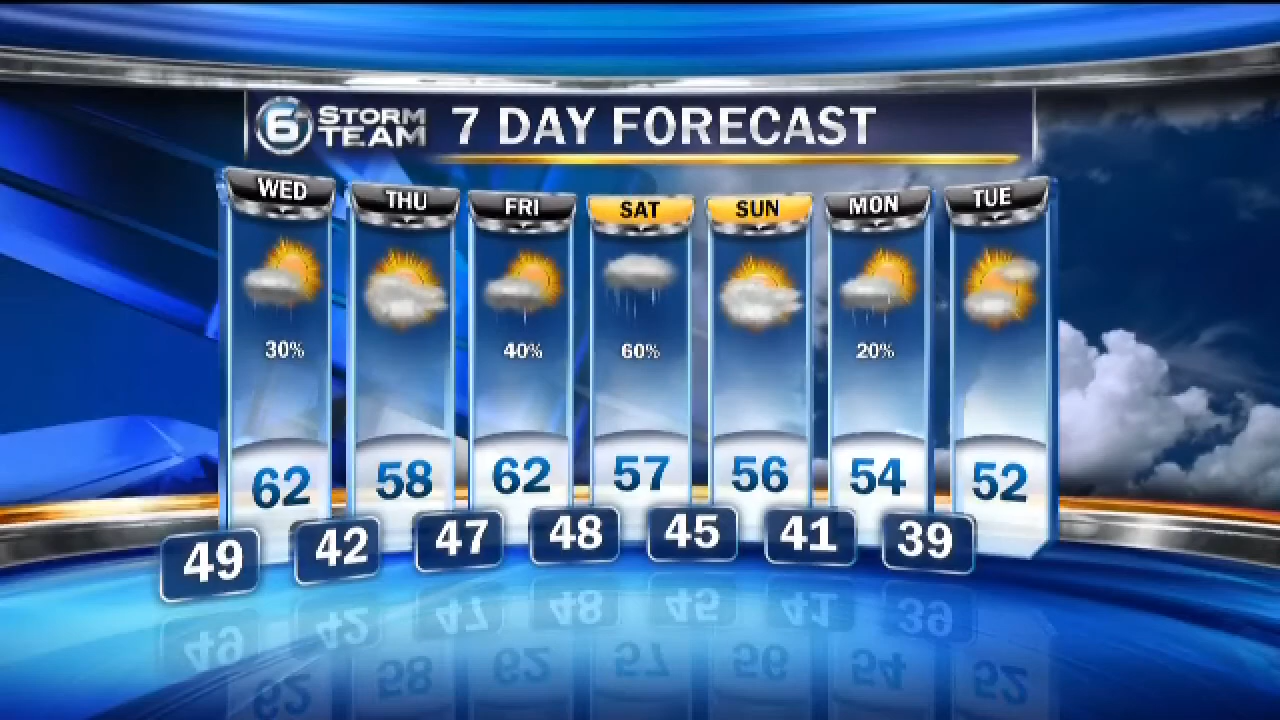 6 STORM TEAM 7 DAY FORECAST
WED THU FRI SAT SUN MON TUE
30% 40% 60% 20%
62 58 62 57 56 54 52
49 42 47 48 45 41 39